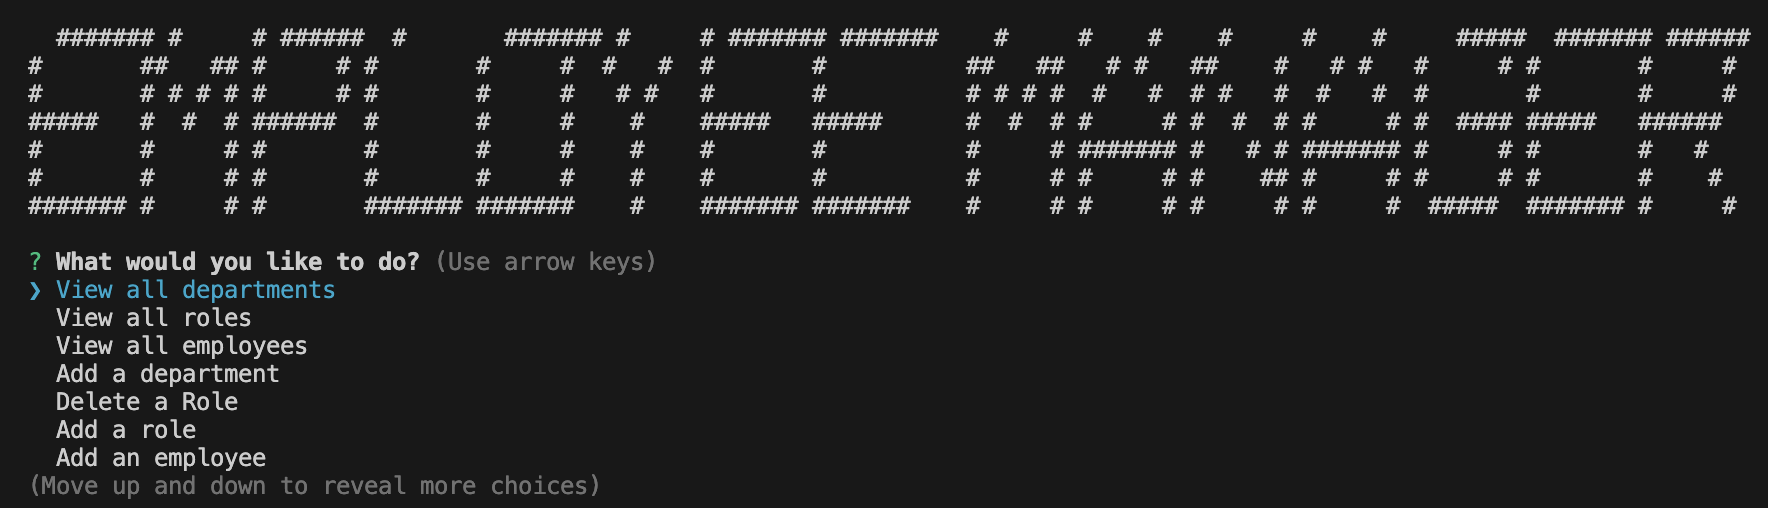 EMPLOYEE MANAGER
? What would you like to do? (Use arrow keys)
❯ View all departments
View all roles
View all employees
Add a department
Delete a Role
Add a role
Add an employee
(Move up and down to reveal more choices)